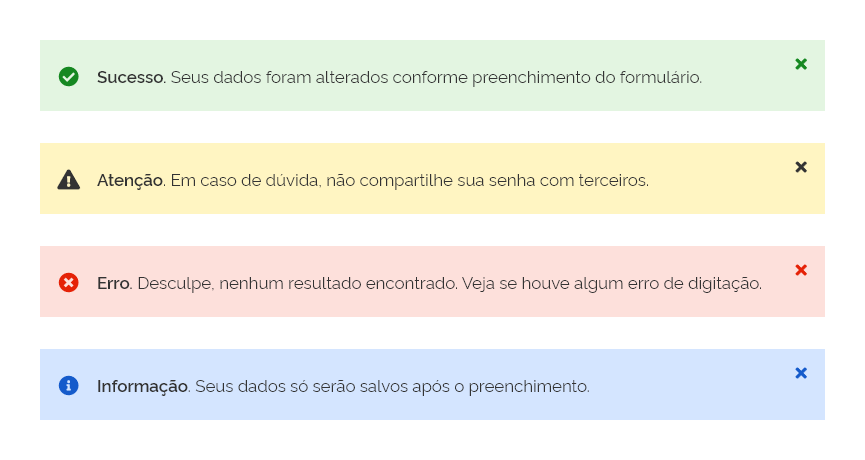 Sucesso. Seus dados foram alterados conforme preenchimento do formulário.
Atenção. Em caso de dúvida, não compartilhe sua senha com terceiros.
Erro. Desculpe, nenhum resultado encontrado. Veja se houve algum erro de digitação.
Informação. Seus dados só serão salvos após o preenchimento.